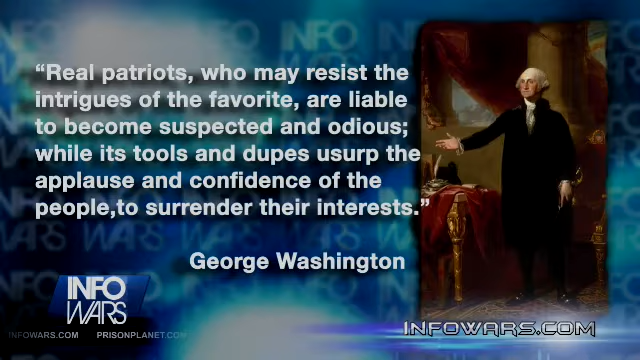 “Real patriots, who may resist the
intrigues of the favorite, are liable
to become suspected and odious;
while its tools and dupes usurp the
applause and confidence of the
people,to surrender their interests.”
George Washington
INFO
WARS
INFOWARS.COM PRISONPLANET.COM
INFOWARS.COM